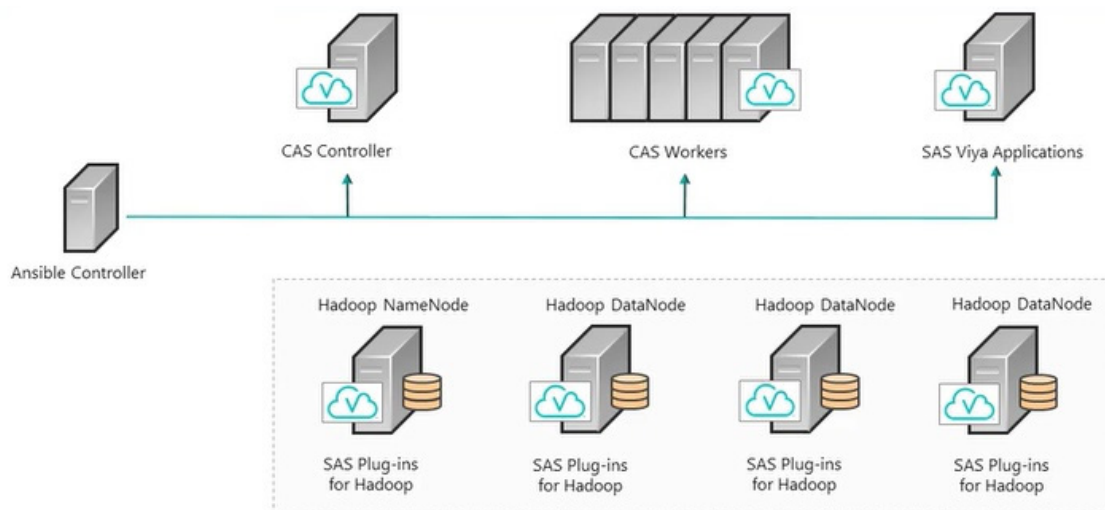 CAS Controller
CAS Workers
SAS Viya Applications
Ansible Controller
Hadoop NameNode
Hadoop DataNode
Hadoop DataNode
Hadoop DataNode
SAS Plug-ins
for Hadoop
SAS Plug-ins
for Hadoop
SAS Plug-ins
for Hadoop
SAS Plug-ins
for Hadoop